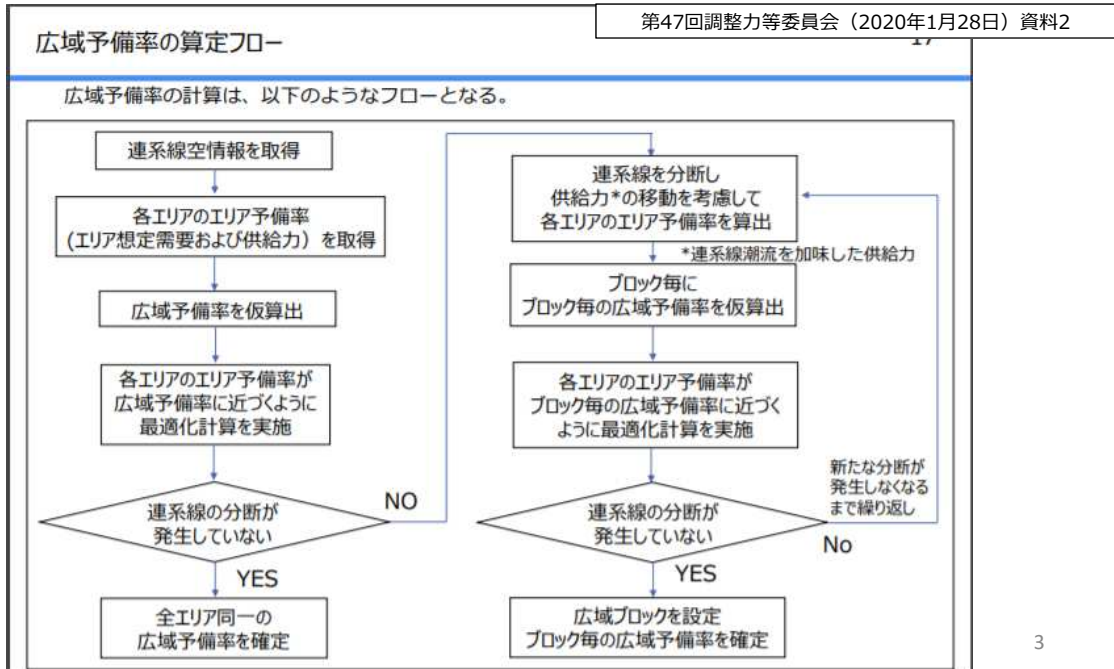 第47回調整力等委員会（2020年1月28日）資料2
広域予備率の算定フロー
広域予備率の計算は、以下のようなフローとなる。
連系線空情報を取得
各エリアのエリア予備率
(エリア想定需要および供給力）を取得
広域予備率を仮算出
各エリアのエリア予備率が
広域予備率に近づくように
最適化計算を実施
連系線の分断が
発生していない
NO
YES
全エリア同一の
広域予備率を確定
連系線を分断し
供給力*の移動を考慮して
各エリアのエリア予備率を算出
*連系線潮流を加味した供給力
ブロック毎に
ブロック毎の広域予備率を仮算出
各エリアのエリア予備率が
ブロック毎の広域予備率に近づく
ように最適化計算を実施
新たな分断が
発生しなくなる
まで繰り返し
連系線の分断が
発生していない
No
YES
広域ブロックを設定
ブロック毎の広域予備率を確定
3